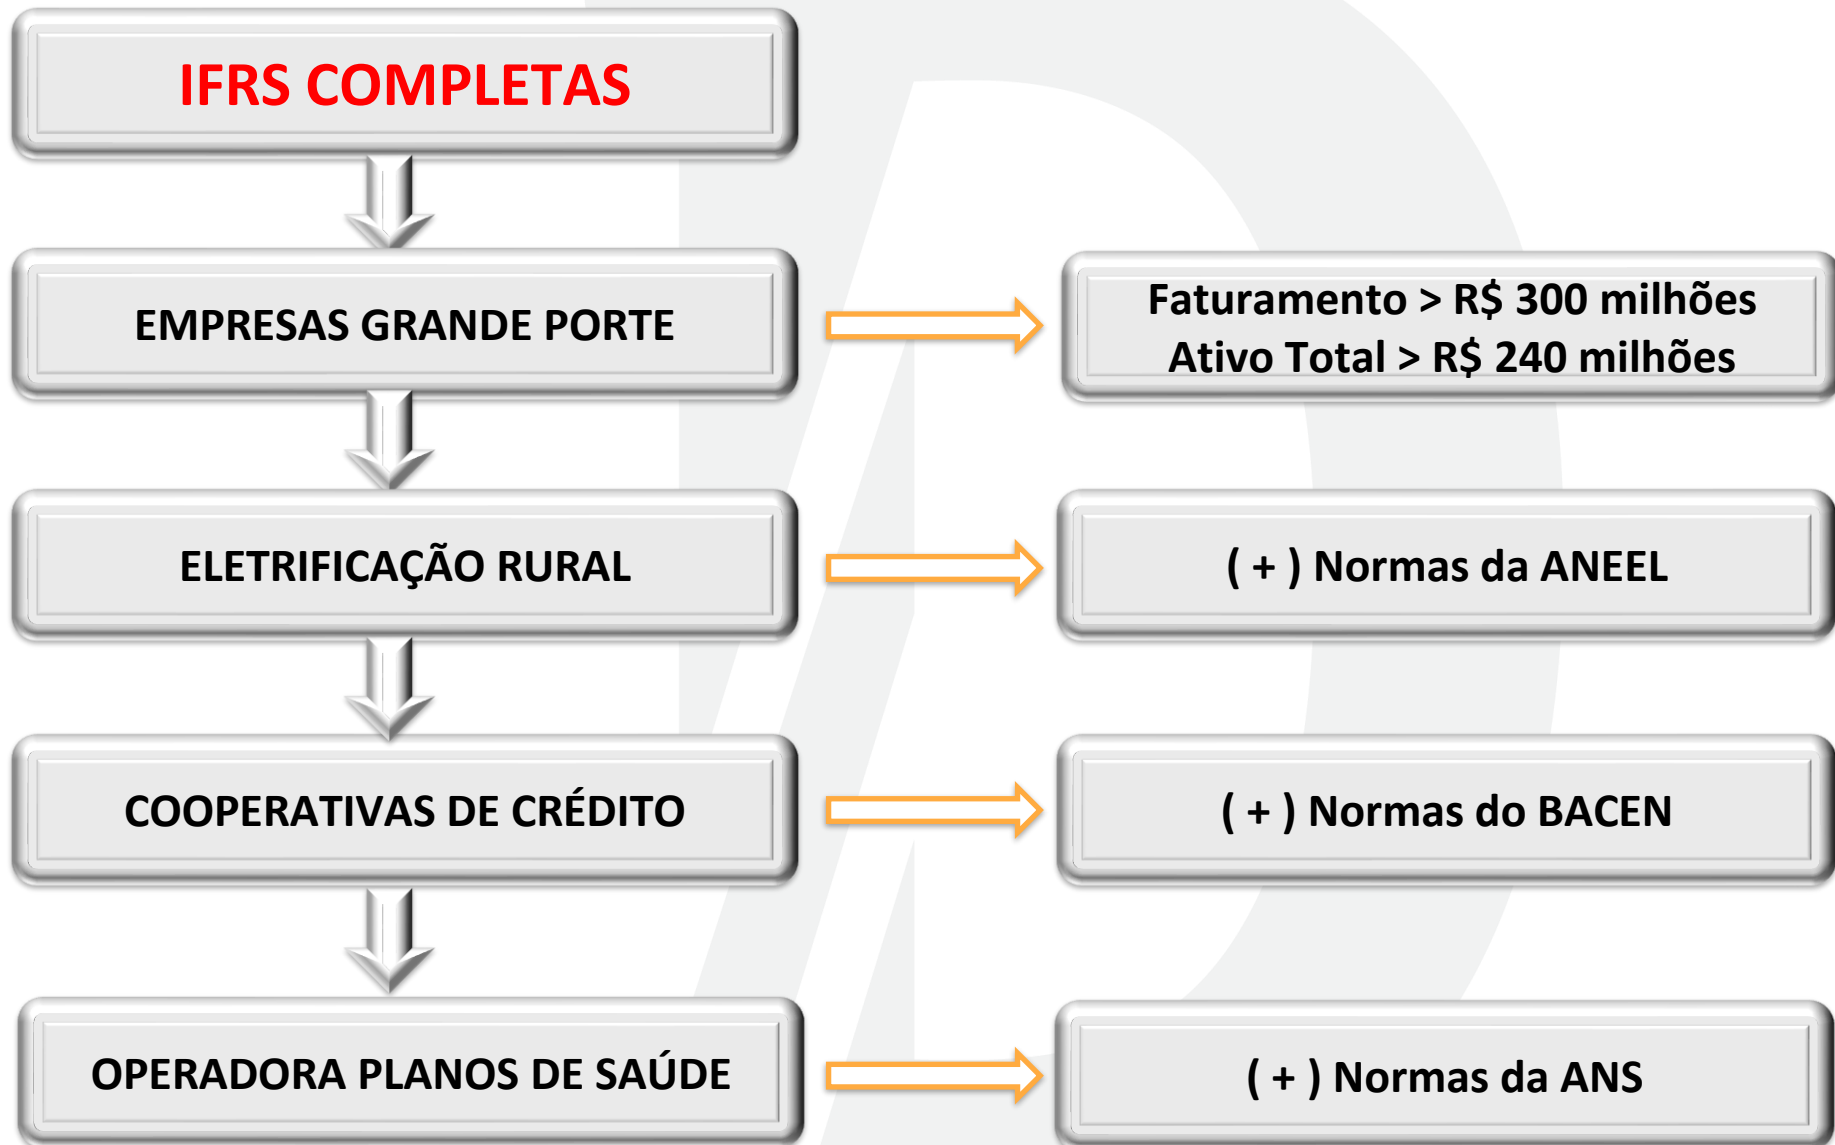 IFRS COMPLETAS
EMPRESAS GRANDE PORTE
Faturamento > R$ 300 milhões
Ativo Total > R$ 240 milhões
ELETRIFICAÇÃO RURAL
( + ) Normas da ANEEL
COOPERATIVAS DE CRÉDITO
( + ) Normas do BACEN
OPERADORA PLANOS DE SAÚDE
( + ) Normas da ANS